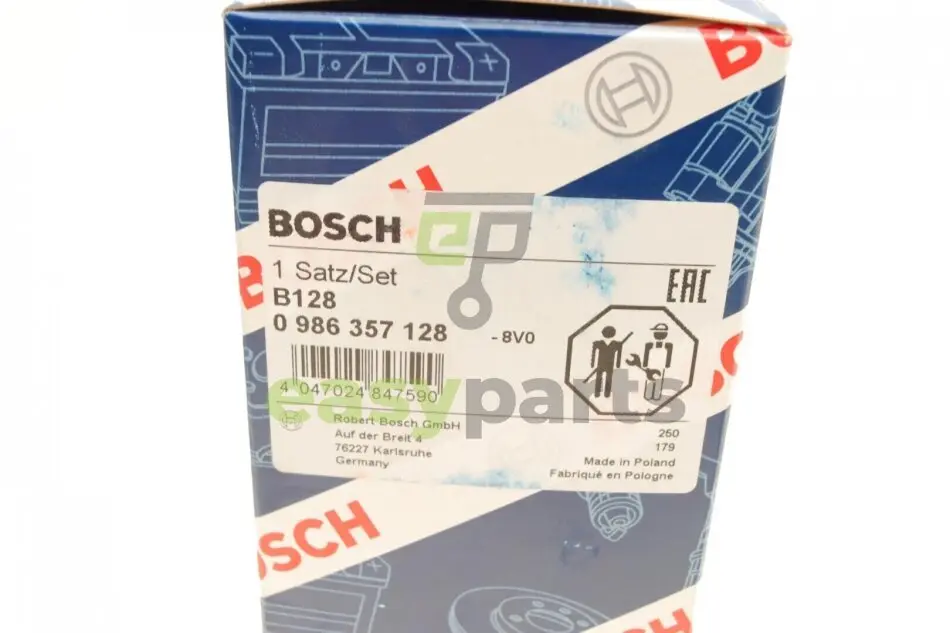 BOSCH
1 Satz/Set
B128
0 986 357 128 - 8V0
EAC
4 047024 847590
easyparts
Robert Bosch GmbH
Auf der Breit 4
76227 Karlsruhe
Germany
250
179
Made in Poland
Fabriqué en Pologne
BOSCH